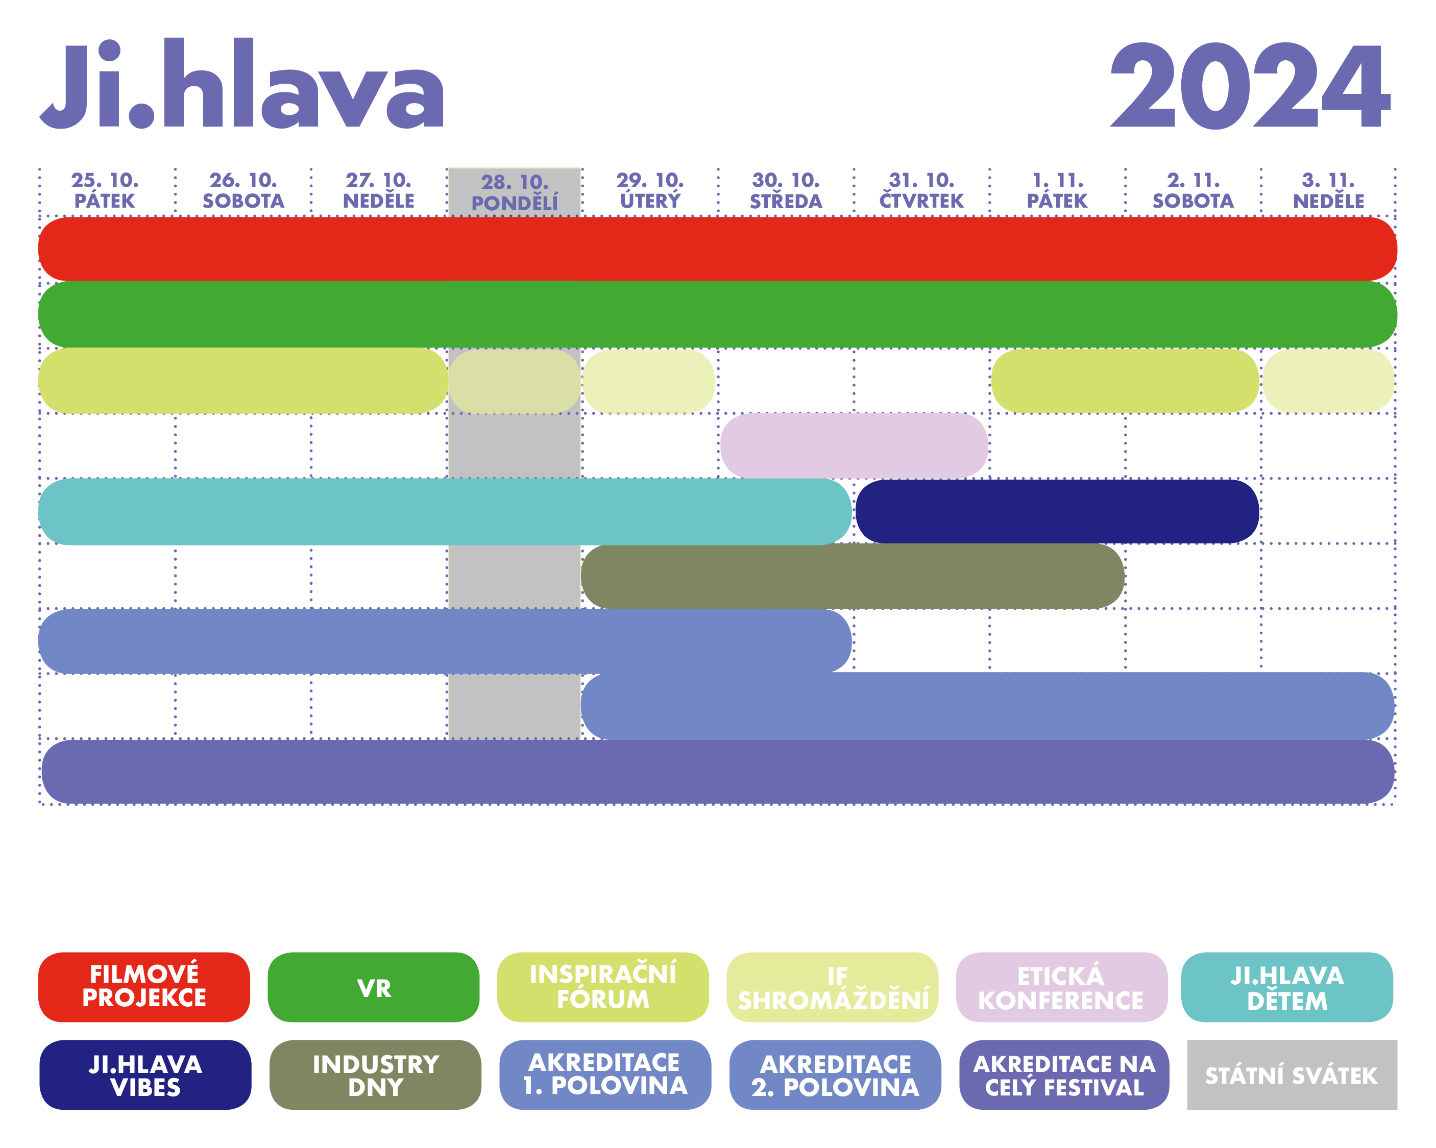 Ji.hlava 2024
25. 10. 26. 10. 27. 10. 28. 10. 29. 10. 30. 10. 31. 10. 1. 11. 2. 11. 3. 11.
PÁTEK SOBOTA NEDĚLE PONDĚLÍ ÚTERÝ STŘEDA ČTVRTEK PÁTEK SOBOTA NEDĚLE
FILMOVÉ
PROJEKCE
VR
INSPIRAČNÍ
FÓRUM
IF
SHROMÁŽDĚNÍ
ETICKÁ
KONFERENCE
JI.HLAVA
DĚTEM
JI.HLAVA
VIBES
INDUSTRY
DNY
AKREDITACE
1. POLOVINA
AKREDITACE
2. POLOVINA
AKREDITACE NA
CELÝ FESTIVAL
STÁTNÍ SVÁTEK